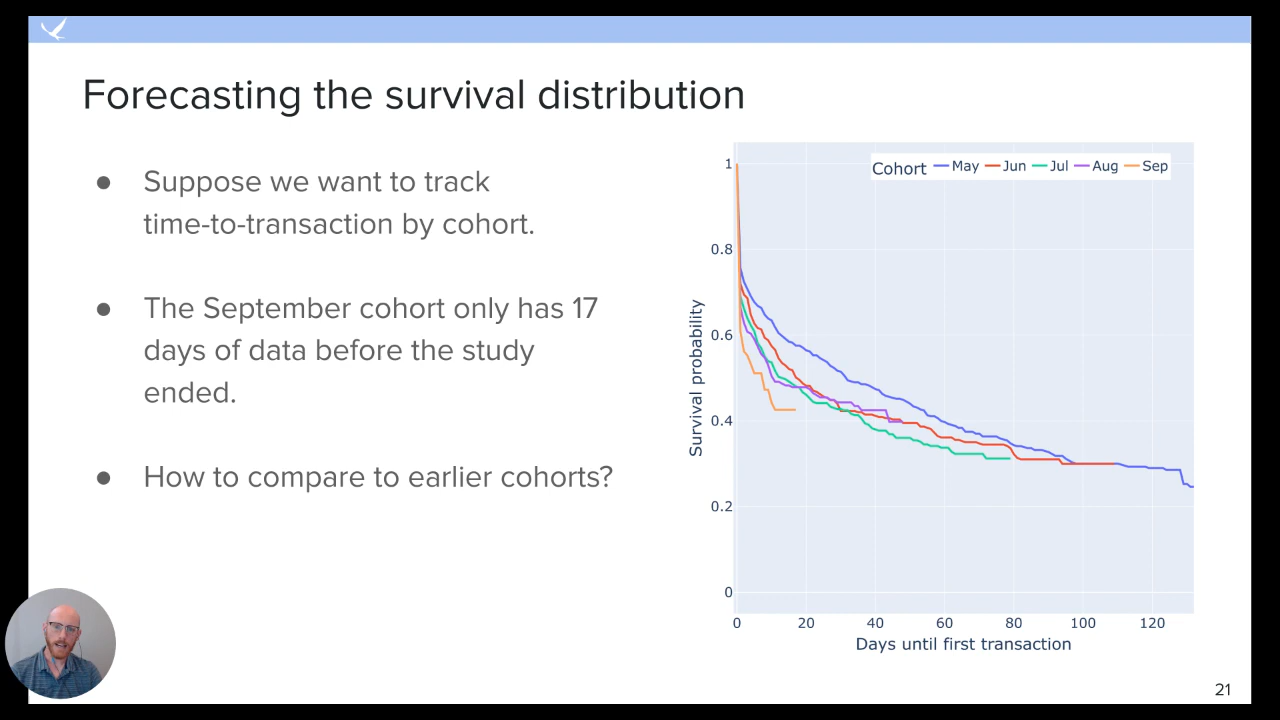 Forecasting the survival distribution
● Suppose we want to track
time-to-transaction by cohort.
● The September cohort only has 17
days of data before the study
ended.
● How to compare to earlier cohorts?
Cohort May Jun Jul Aug Sep
1
0.8
0.6
0.4
0.2
0
Survival probability
0 20 40 60 80 100 120
Days until first transaction
21